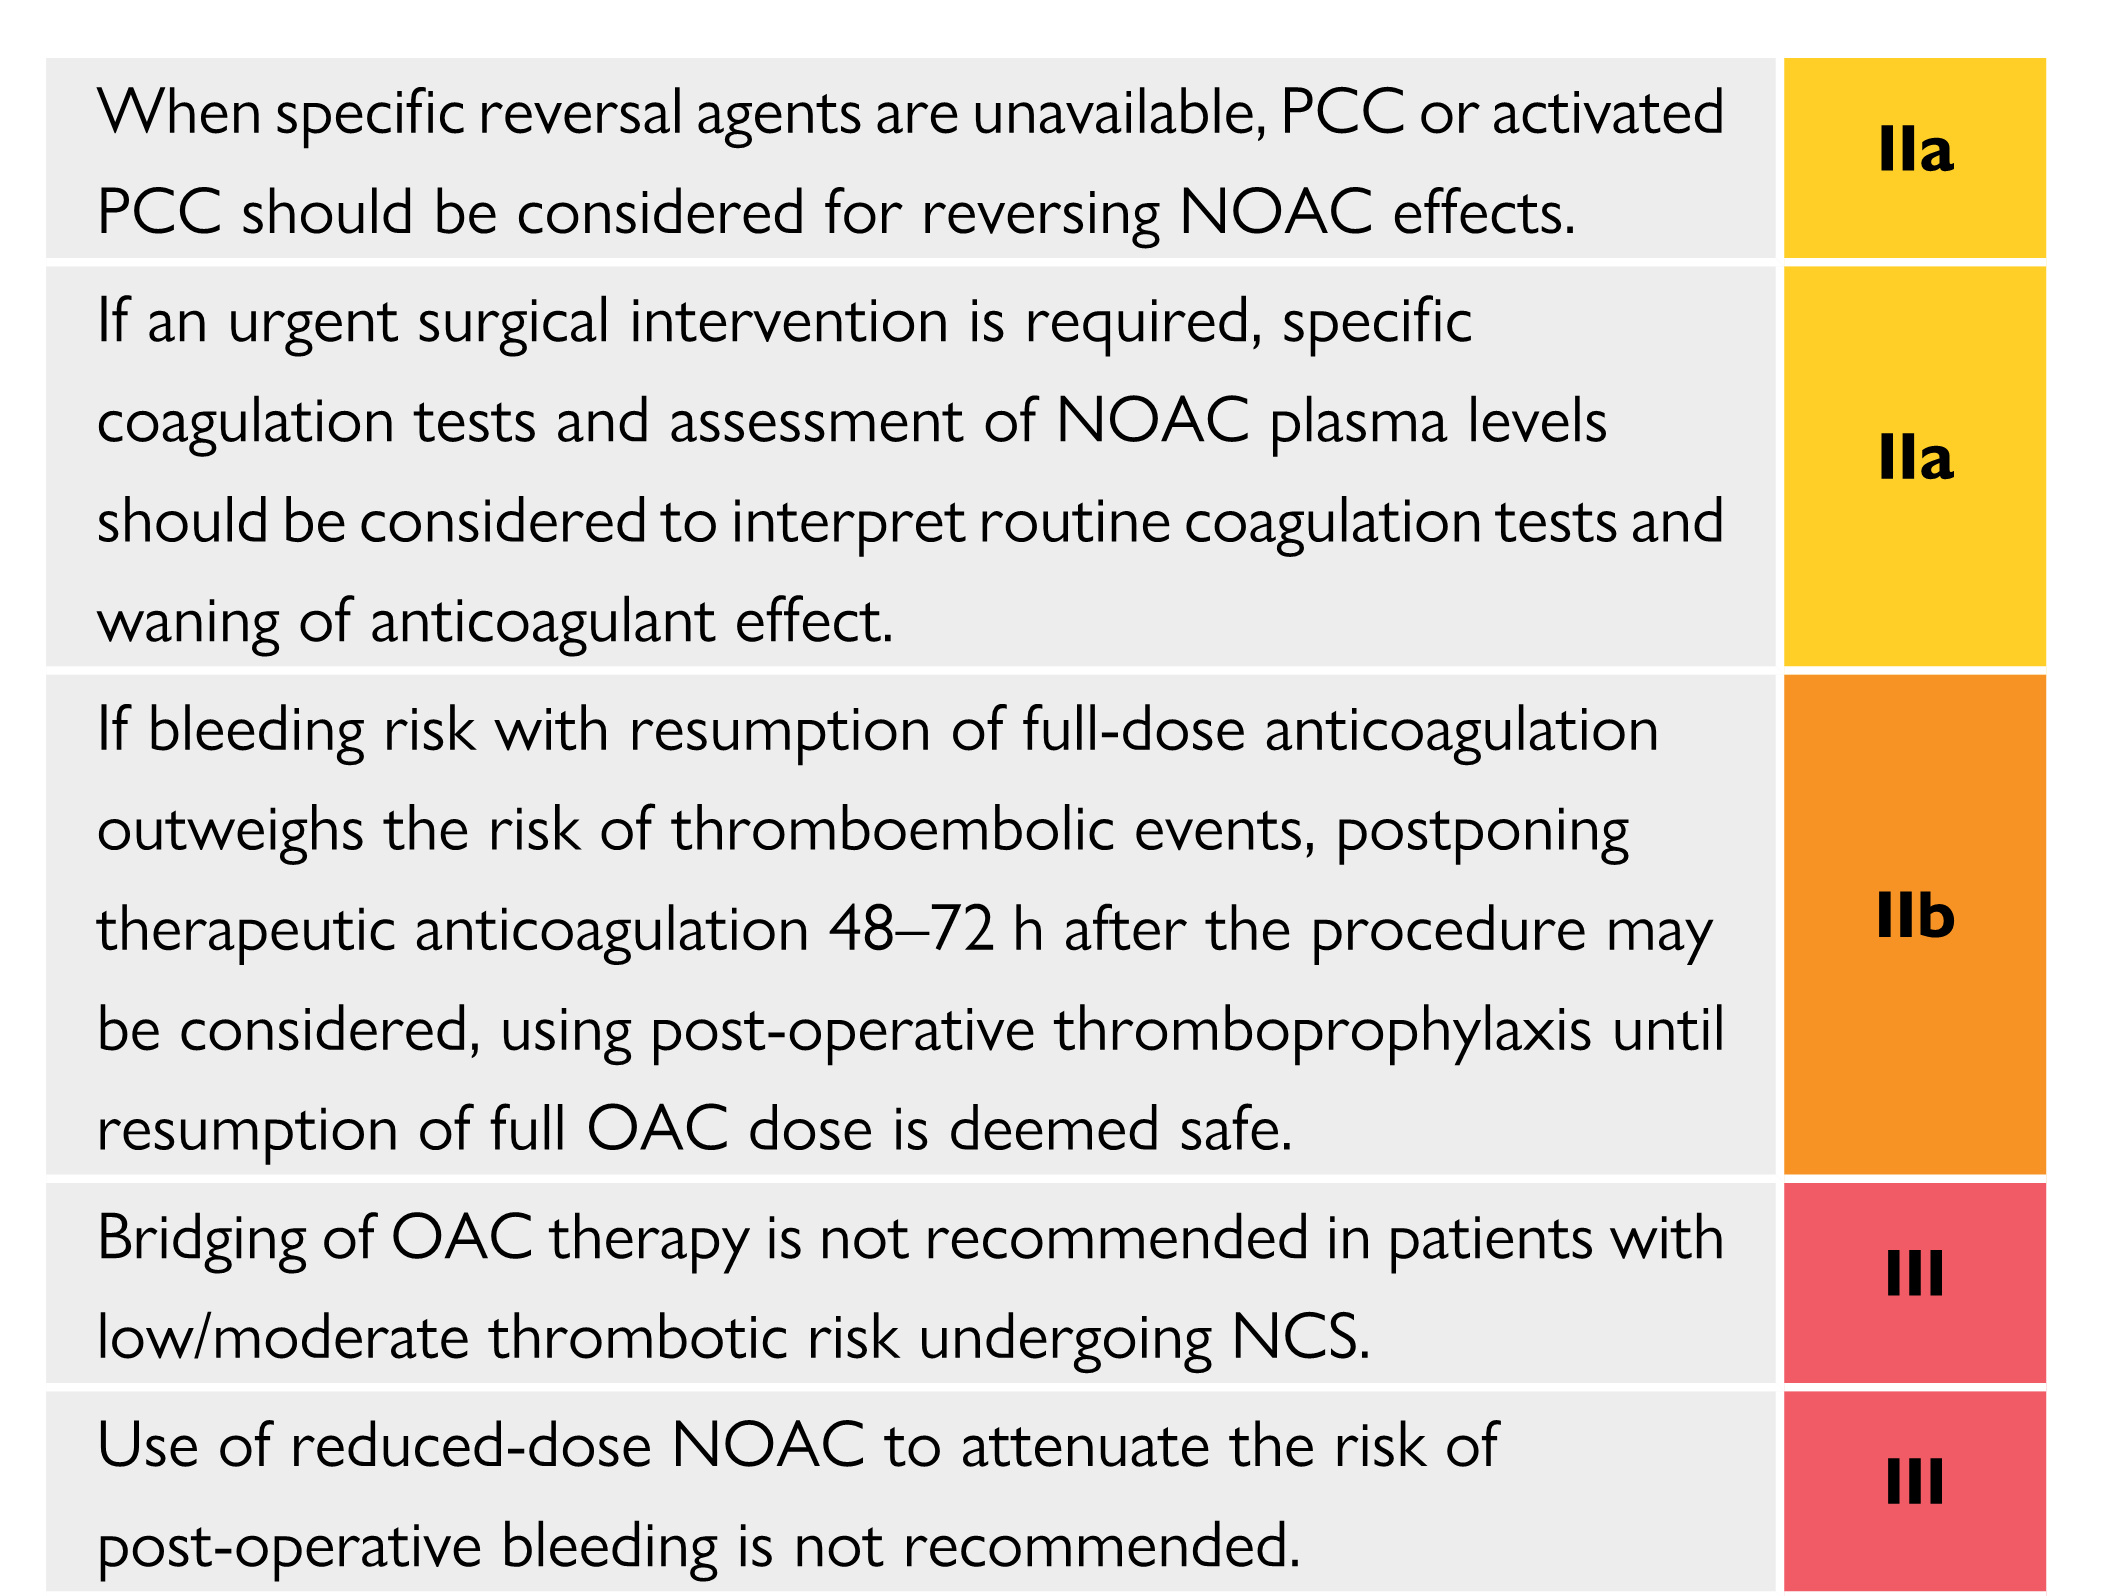 When specific reversal agents are unavailable, PCC or activated
PCC should be considered for reversing NOAC effects.
IIa
If an urgent surgical intervention is required, specific
coagulation tests and assessment of NOAC plasma levels
should be considered to interpret routine coagulation tests and
waning of anticoagulant effect.
IIa
If bleeding risk with resumption of full-dose anticoagulation
outweighs the risk of thromboembolic events, postponing
therapeutic anticoagulation 48–72 h after the procedure may
be considered, using post-operative thromboprophylaxis until
resumption of full OAC dose is deemed safe.
IIb
Bridging of OAC therapy is not recommended in patients with
low/moderate thrombotic risk undergoing NCS.
III
Use of reduced-dose NOAC to attenuate the risk of
post-operative bleeding is not recommended.
III